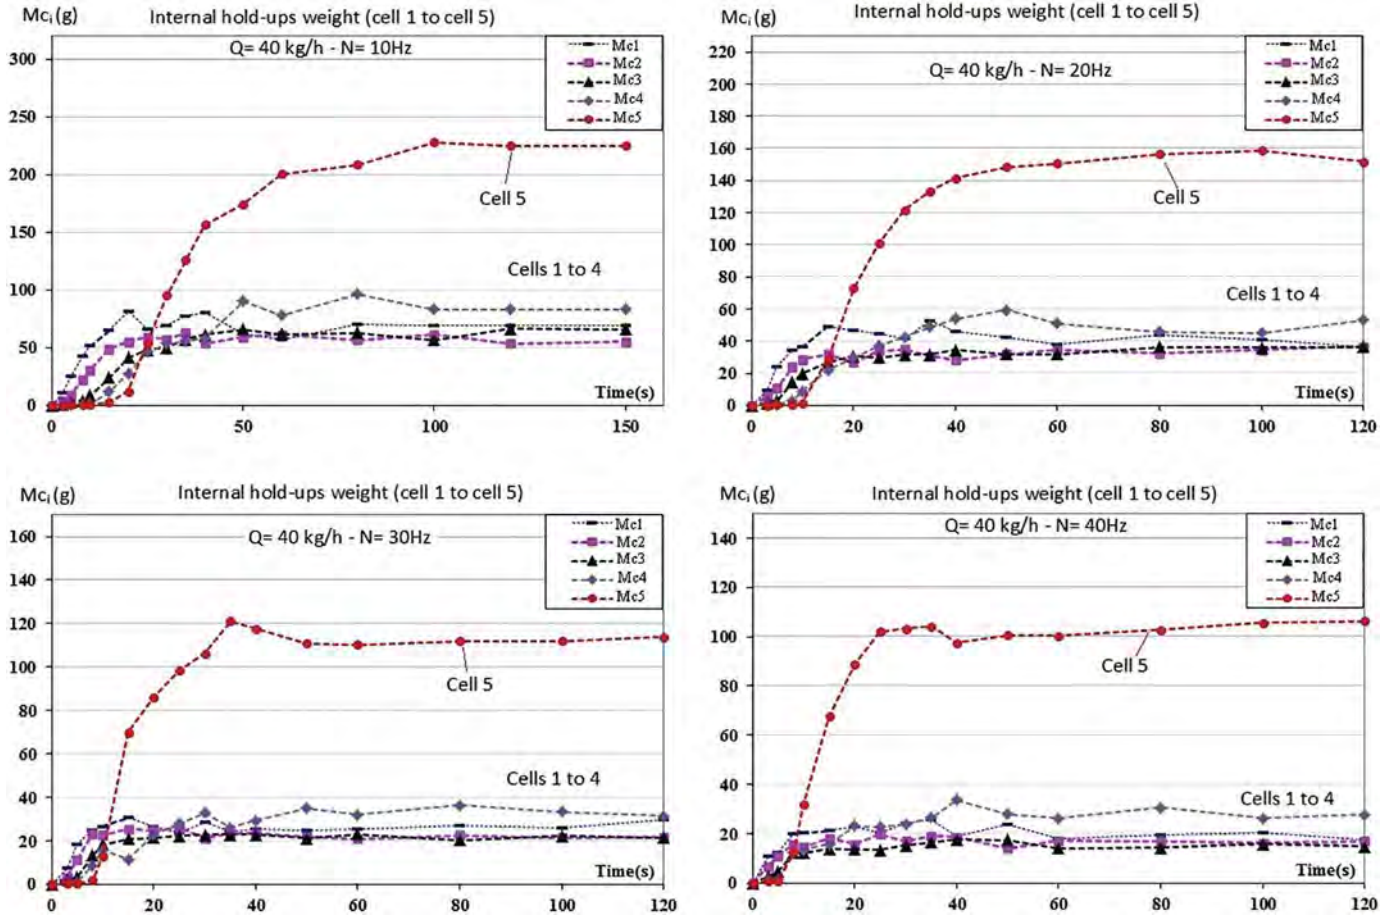 Mci (g) Internal hold-ups weight (cell 1 to cell 5)
Q= 40 kg/h - N= 10Hz
Mc1
Mc2
Mc3
Mc4
Mc5
300
250
200
150
100
50
0
Cell 5
Cells 1 to 4
Time(s)
0 50 100 150
Mci (g) Internal hold-ups weight (cell 1 to cell 5)
Q= 40 kg/h - N= 20Hz
Mc1
Mc2
Mc3
Mc4
Mc5
220
200
180
160
140
120
100
80
60
40
20
0
Cell 5
Cells 1 to 4
Time(s)
0 20 40 60 80 100 120
Mci (g) Internal hold-ups weight (cell 1 to cell 5)
Q= 40 kg/h - N= 30Hz
Mc1
Mc2
Mc3
Mc4
Mc5
160
140
120
100
80
60
40
20
0
Cell 5
Cells 1 to 4
Time(s)
0 20 40 60 80 100 120
Mci (g) Internal hold-ups weight (cell 1 to cell 5)
Q= 40 kg/h - N= 40Hz
Mc1
Mc2
Mc3
Mc4
Mc5
140
120
100
80
60
40
20
0
Cell 5
Cells 1 to 4
Time(s)
0 20 40 60 80 100 120